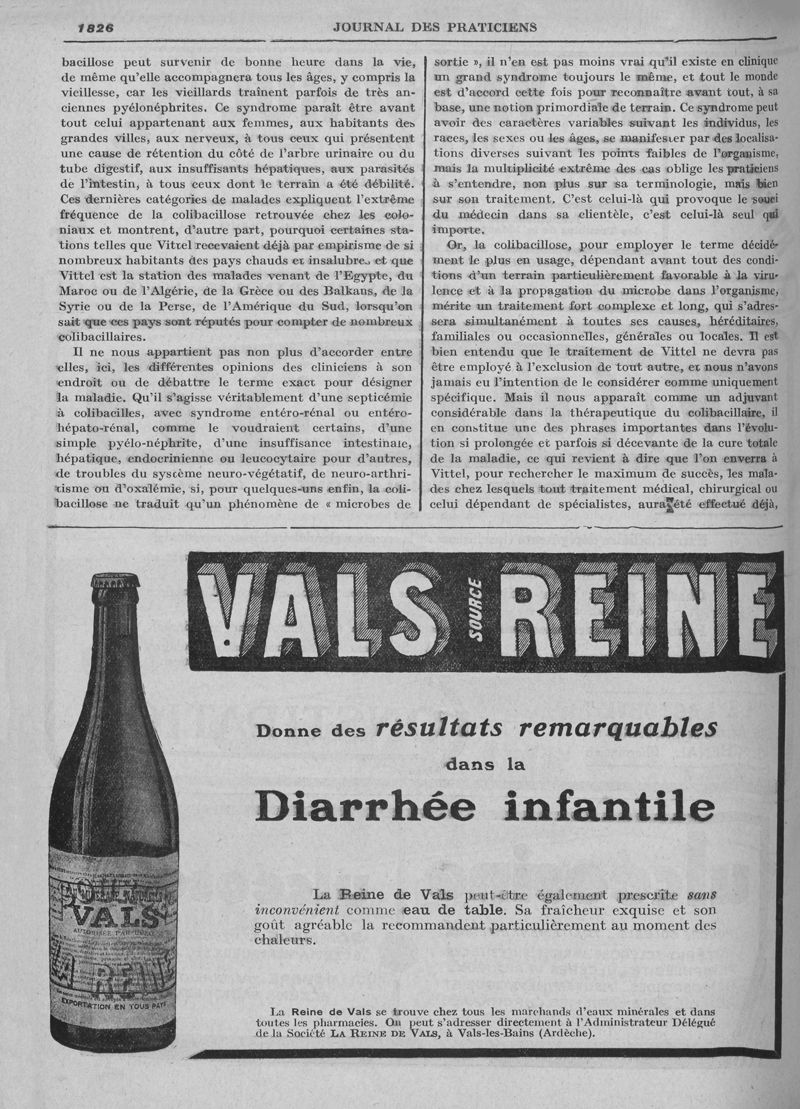 1826
JOURNAL DES PRATICIENS
bacillose peut survenir de bonne heure dans la vie,
de même qu'elle accompagnera tous les âges, y compris la
vieillesse, car les vieillards traînent parfois de très an-
ciennes pyélonéphrites. Ce syndrome paraît être avant
tout celui appartenant aux femmes, aux habitants des
grandes villes, aux nerveux, à tous ceux qui présentent
une cause de rétention du côté de l'arbre urinaire ou du
tube digestif, aux insuffisants hépatiques, aux parasités
de l'intestin, à tous ceux dont le terrain a été débilité.
Ces dernières catégories de malades expliquent l'extrême
fréquence de la colibacillose retrouvée chez les colo-
niaux et montrent, d'autre part, pourquoi certaines sta-
tions telles que Vittel recevaient déjà par empirisme de si
nombreux habitants des pays chauds et insalubres, et que
Vittel est la station des malades venant de l'Egypte, du
Maroc ou de l'Algérie, de la Grèce ou des Balkans, de la
Syrie ou de la Perse, de l'Amérique du Sud, lorsqu'on
sait que ces pays sont réputés pour compter de nombreux
colibacillaires.
Il ne nous appartient pas non plus d'accorder entre
elles, ici, les différentes opinions des cliniciens à son
endroit ou de débattre le terme exact pour désigner
la maladie. Qu'il s'agisse véritablement d'une septicémie
à colibacilles, avec syndrome entéro-rénal ou entéro-
hépato-rénal, comme le voudraient certains, d'une
simple pyélo-néphrite, d'une insuffisance intestinale,
hépatique, endocrinienne ou leucocytaire pour d'autres,
de troubles du système neuro-végétatif, de neuro-arthri-
tisme ou d'oxalémie, si, pour quelques-uns enfin, la coli-
bacillose ne traduit qu'un phénomène de « microbes de
sortie », il n'en est pas moins vrai qu'il existe en clinique
un grand syndrome toujours le même, et tout le monde
est d'accord cette fois pour reconnaître avant tout, à sa
base, une notion primordiale de terrain. Ce syndrome peut
avoir des caractères variables suivant les individus, les
races, les sexes ou les âges, se manifester par des localisa-
tions diverses suivant les points faibles de l'organisme,
mais la multiplicité extrême des cas oblige les praticiens
à s'entendre, non plus sur sa terminologie, mais bien
sur son traitement. C'est celui-là qui provoque le souci
du médecin dans sa clientèle, c'est celui-là seul qui
importe.
Or, la colibacillose, pour employer le terme décidé-
ment le plus en usage, dépendant avant tout des condi-
tions d'un terrain particulièrement favorable à la viru-
lence et à la propagation du microbe dans l'organisme,
mérite un traitement fort complexe et long, qui s'adres-
sera simultanément à toutes ses causes, héréditaires,
familiales ou occasionnelles, générales ou locales. Il est
bien entendu que le traitement de Vittel ne devra pas
être employé à l'exclusion de tout autre, et nous n'avons
jamais eu l'intention de le considérer comme uniquement
spécifique. Mais il nous apparaît comme un adjuvant
considérable dans la thérapeutique du colibacillaire, il
en constitue une des phrases importantes dans l'évolu-
tion si prolongée et parfois si décevante de la cure totale
de la maladie, ce qui revient à dire que l'on enverra à
Vittel, pour rechercher le maximum de succès, les mala-
des chez lesquels tout traitement médical, chirurgical ou
celui dépendant de spécialistes, aura été effectué déjà,
VALS SOURCE REINE
Donne des résultats remarquables
dans la
Diarrhée infantile
La Reine de Vals peut-être également prescrite sans
inconvénient comme eau de table. Sa fraîcheur exquise et son
goût agréable la recommandent particulièrement au moment des
chaleurs.
La Reine de Vals se trouve chez tous les marchands d'eaux minérales et dans
toutes les pharmacies. On peut s'adresser directement à l'Administrateur Délégué
de la Société LA REINE DE VALS, à Vals-les-Bains (Ardèche).
VALS
LA REINE
EXPORTATION EN TOUS PAYS